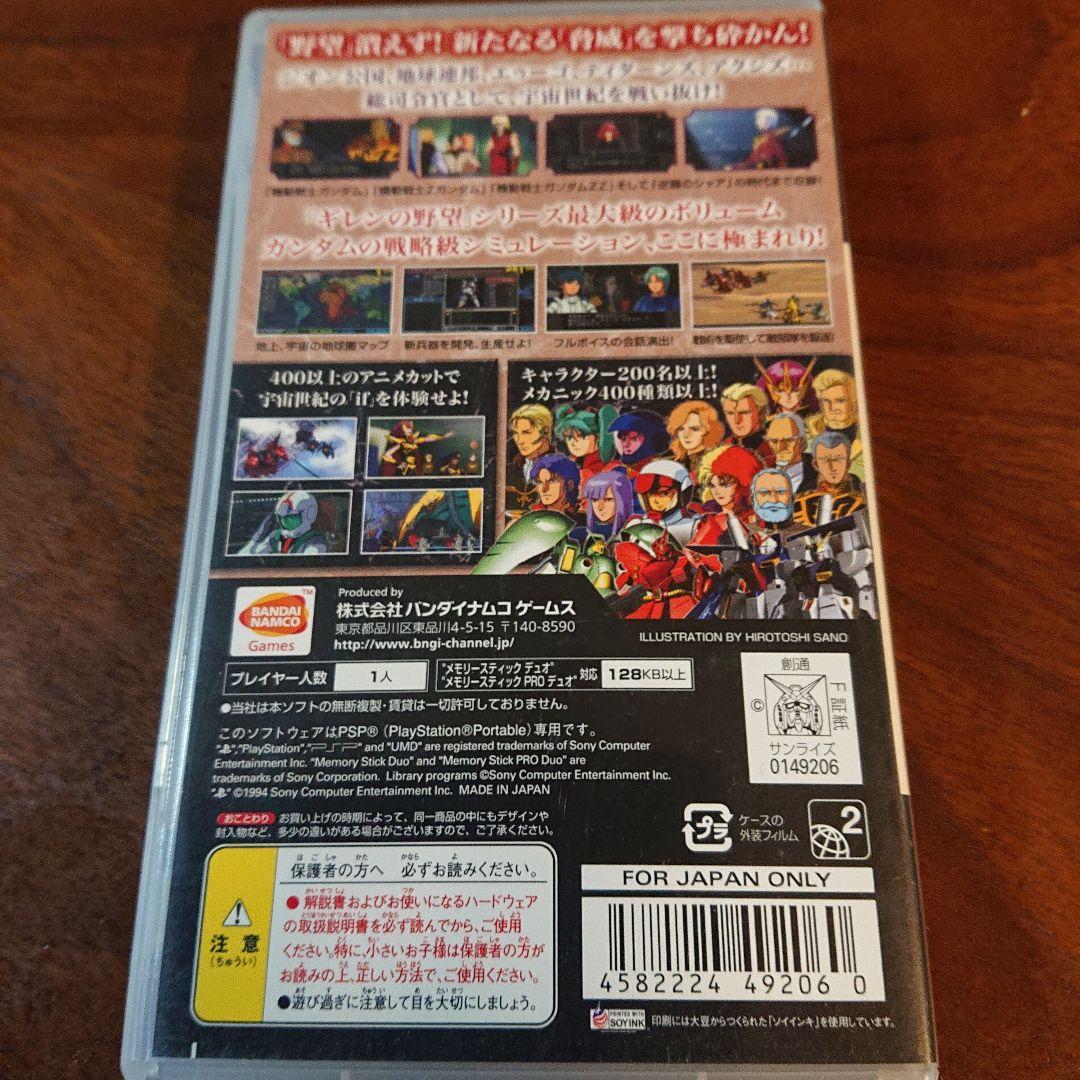 「野望」潰えず！新たなる「脅威」を撃ち砕かん！
ジオン公国、地球連邦、エゥーゴ、ティターンズ、アクシズ…
総司令官として、宇宙世紀を戦い抜け！
「機動戦士ガンダム」「機動戦士Zガンダム」「機動戦士ガンダムZZ」そして「逆襲のシャア」の時代まで収録！
「ギレンの野望」シリーズ最大級のボリューム
ガンダムの戦略級シミュレーション、ここに極まれり！
地上、宇宙の地球圏マップ
新兵器を開発、生産せよ！
フルボイスの会話演出！
戦術を駆使して敵部隊を駆逐！
400以上のアニメカットで
宇宙世紀の「if」を体験せよ！
キャラクター200名以上！
メカニック400種類以上！
BANDAI
NAMCO
Games
TM
Produced by
株式会社 バンダイナムコ ゲームス
東京都品川区東品川4-5-15 〒140-8590
http://www.bngi-channel.jp/
ILLUSTRATION BY HIROTOSHI SANO
プレイヤー人数 1人
"メモリースティック デュオ"
"メモリースティック PRO デュオ" 対応 128KB以上
●当社は本ソフトの無断複製・賃貸は一切許可しておりません。
このソフトウェアはPSP®（PlayStation®Portable）専用です。
"PlayStation", "PSP" and "UMD" are registered trademarks of Sony Computer
Entertainment Inc. "Memory Stick Duo" and "Memory Stick PRO Duo" are
trademarks of Sony Corporation. Library programs ©Sony Computer Entertainment Inc.
©1994 Sony Computer Entertainment Inc. MADE IN JAPAN
おことわり お買い上げの時期によって、同一商品の中にもデザインや
封入物など、多少の違いがある場合がございますので、ご了承ください。
創通
©
F証紙
サンライズ
0149206
プラ
ケースの
外装フィルム
2
注意
(ちゅうい)
保護者の方へ 必ずお読みください。
●解説書およびお使いになるハードウェア
の取扱説明書を必ず読んでから、ご使用
ください。特に、小さいお子様は保護者の方が
お読みの上、正しい方法で、ご使用ください。
●遊び過ぎに注意して目を大切にしましょう。
FOR JAPAN ONLY
4582224 492060
PRINTED WITH
SOY INK
印刷には大豆からつくられた「ソイインキ」を使用しています。